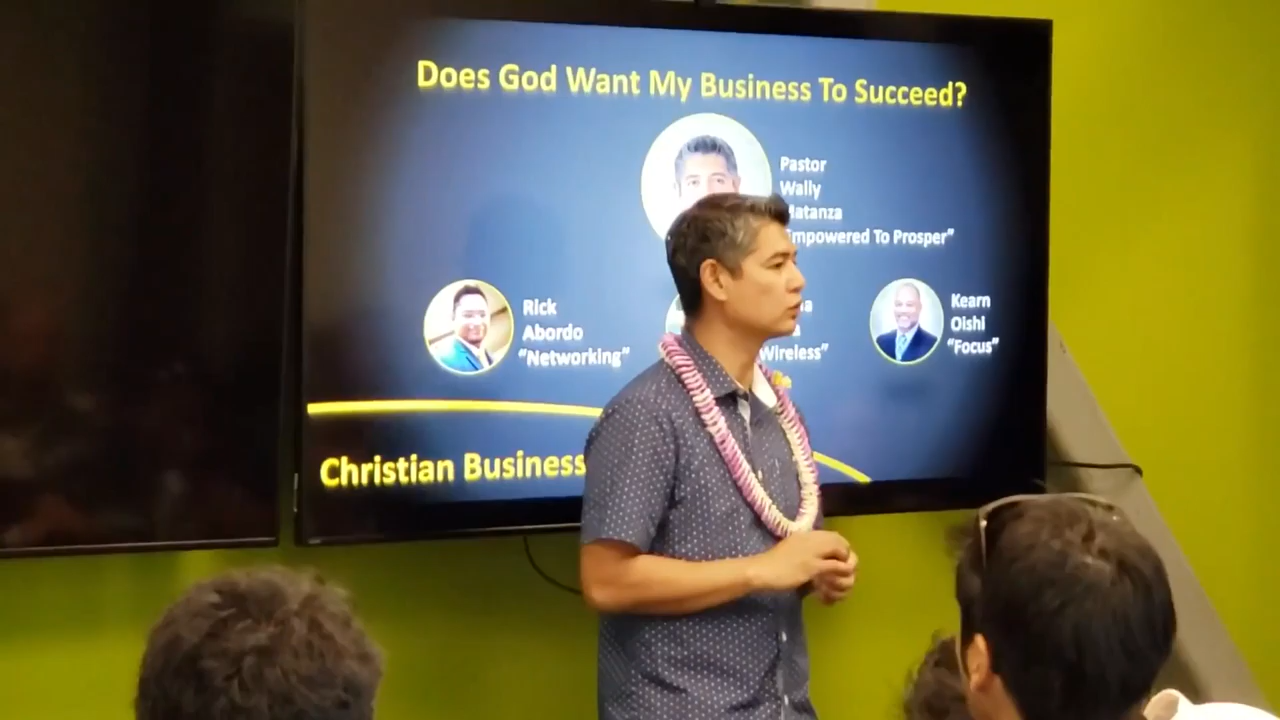 Does God Want My Business To Succeed?
Pastor
Wally
Matanza
Empowered To Prosper”
Rick
Abordo
“Networking”
Wireless”
Kearn
Oishi
“Focus”
Christian Business